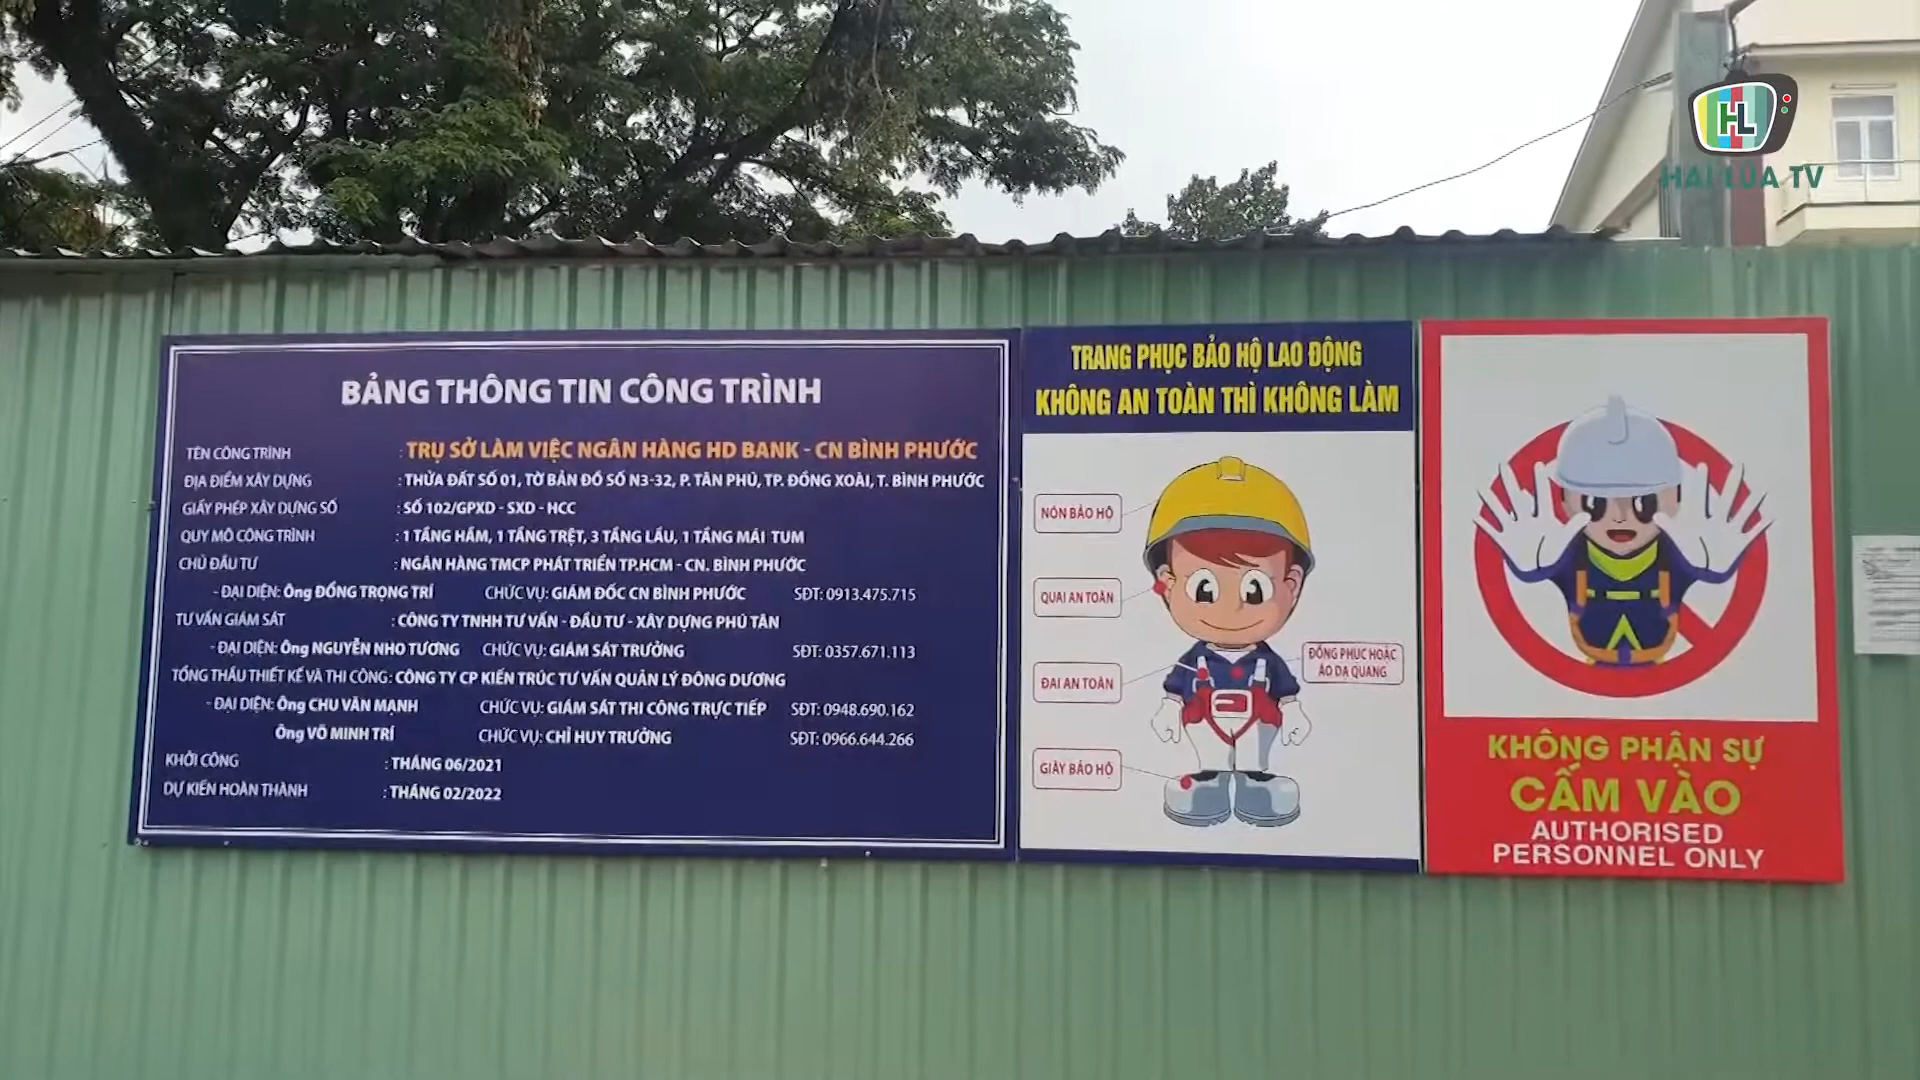 HL
HAI LÚA TV
BẢNG THÔNG TIN CÔNG TRÌNH
TÊN CÔNG TRÌNH : TRỤ SỞ LÀM VIỆC NGÂN HÀNG HD BANK - CN BÌNH PHƯỚC
ĐỊA ĐIỂM XÂY DỰNG : THỬA ĐẤT SỐ 01, TỜ BẢN ĐỒ SỐ N3-32, P. TÂN PHÚ, TP. ĐỒNG XOÀI, T. BÌNH PHƯỚC
GIẤY PHÉP XÂY DỰNG SỐ : SỐ 102/GPXD - SXD - HCC
QUY MÔ CÔNG TRÌNH : 1 TẦNG HẦM, 1 TẦNG TRỆT, 3 TẦNG LẦU, 1 TẦNG MÁI TUM
CHỦ ĐẦU TƯ : NGÂN HÀNG TMCP PHÁT TRIỂN TP.HCM - CN. BÌNH PHƯỚC
- ĐẠI DIỆN: Ông ĐỒNG TRỌNG TRÍ CHỨC VỤ: GIÁM ĐỐC CN BÌNH PHƯỚC SĐT: 0913.475.715
TƯ VẤN GIÁM SÁT : CÔNG TY TNHH TƯ VẤN - ĐẦU TƯ - XÂY DỰNG PHÚ TÂN
- ĐẠI DIỆN: Ông NGUYỄN NHO TƯƠNG CHỨC VỤ: GIÁM SÁT TRƯỞNG SĐT: 0357.671.113
TỔNG THẦU THIẾT KẾ VÀ THI CÔNG: CÔNG TY CP KIẾN TRÚC TƯ VẤN QUẢN LÝ ĐÔNG DƯƠNG
- ĐẠI DIỆN: Ông CHU VĂN MẠNH CHỨC VỤ: GIÁM SÁT THI CÔNG TRỰC TIẾP SĐT: 0948.690.162
Ông VÕ MINH TRÍ CHỨC VỤ: CHỈ HUY TRƯỞNG SĐT: 0966.644.266
KHỞI CÔNG : THÁNG 06/2021
DỰ KIẾN HOÀN THÀNH : THÁNG 02/2022
TRANG PHỤC BẢO HỘ LAO ĐỘNG
KHÔNG AN TOÀN THÌ KHÔNG LÀM
NÓN BẢO HỘ
QUAI AN TOÀN
ĐỒNG PHỤC HOẶC
ÁO DẠ QUANG
ĐAI AN TOÀN
GIÀY BẢO HỘ
KHÔNG PHẬN SỰ
CẤM VÀO
AUTHORISED
PERSONNEL ONLY